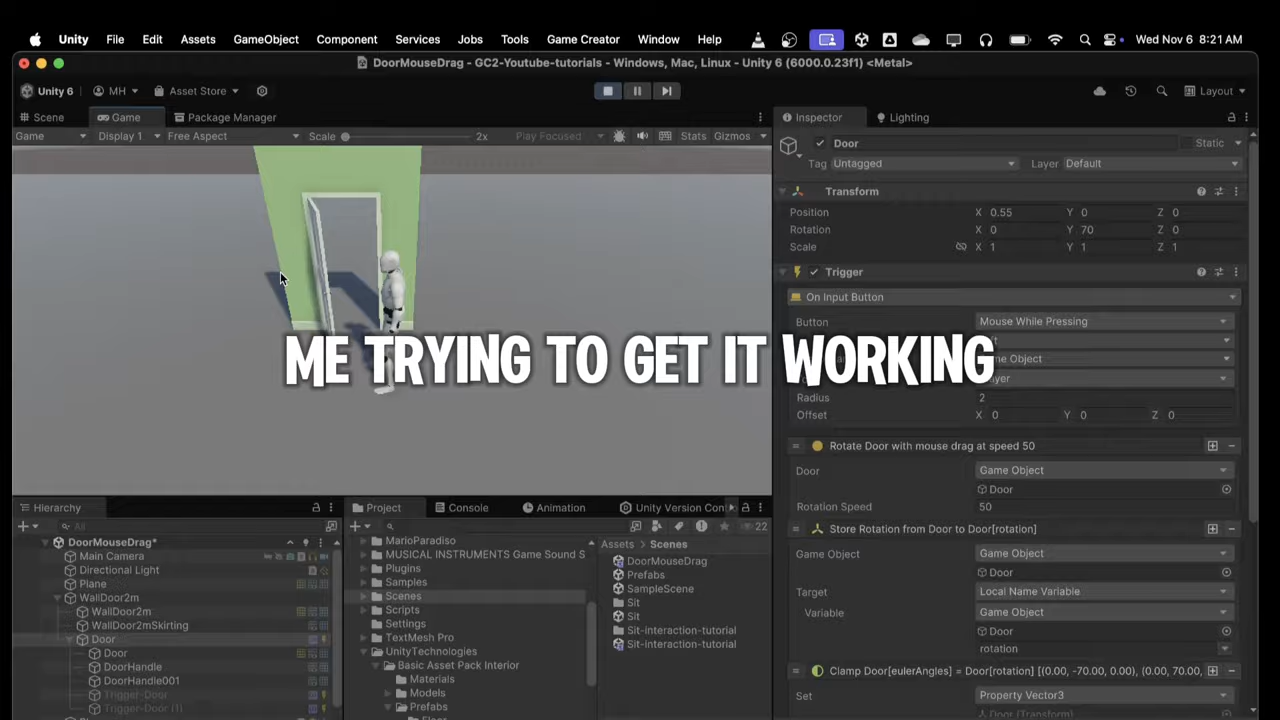 Unity File Edit Assets GameObject Component Services Jobs Tools Game Creator Window Help Wed Nov 6 8:21 AM
DoorMouseDrag - GC2-Youtube-tutorials - Windows, Mac, Linux - Unity 6 (6000.0.23f1) <Metal>
Unity 6 MH Asset Store Layout
Scene Game Package Manager
Game Display 1 Free Aspect Scale 2x Play Focused Stats Gizmos
ME TRYING TO GET IT WORKING
Inspector Lighting
Door Static
Tag Untagged Layer Default
Transform
Position X 0.55 Y 0 Z 0
Rotation X 0 Y 70 Z 0
Scale X 1 Y 1 Z 1
Trigger
On Input Button
Button Mouse While Pressing
Radius 2
Offset X 0 Y 0 Z 0
Rotate Door with mouse drag at speed 50
Door Game Object
Door
Rotation Speed 50
Store Rotation from Door to Door[rotation]
Game Object Game Object
Door
Target Local Name Variable
Variable Game Object
Door
rotation
Clamp Door[eulerAngles] = Door[rotation] [(0.00, -70.00, 0.00), (0.00, 70.00,
Set Property Vector3
Door [Transform]
Hierarchy
All
DoorMouseDrag*
Main Camera
Directional Light
Plane
WallDoor2m
WallDoor2m
WallDoor2mSkirting
Door
Door
DoorHandle
DoorHandle001
Trigger-Door
Trigger-Door (1)
Project Console Animation Unity Version Con
22
MarioParadiso
MUSICAL INSTRUMENTS Game Sound S
Plugins
Samples
Scenes
Scripts
Settings
TextMesh Pro
UnityTechnologies
Basic Asset Pack Interior
Materials
Models
Prefabs
Assets > Scenes
DoorMouseDrag
Prefabs
SampleScene
Sit
Sit
Sit-interaction-tutorial
Sit-interaction-tutorial